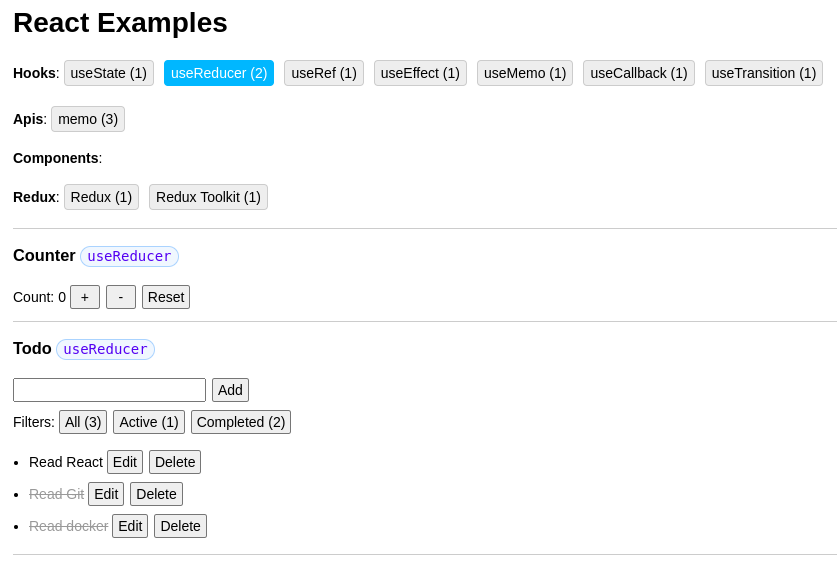 React Examples
Hooks: useState (1) useReducer (2) useRef (1) useEffect (1) useMemo (1) useCallback (1) useTransition (1)
Apis: memo (3)
Components:
Redux: Redux (1) Redux Toolkit (1)
Counter useReducer
Count: 0 + - Reset
Todo useReducer
Add
Filters: All (3) Active (1) Completed (2)
• Read React Edit Delete
• Read Git Edit Delete
• Read docker Edit Delete